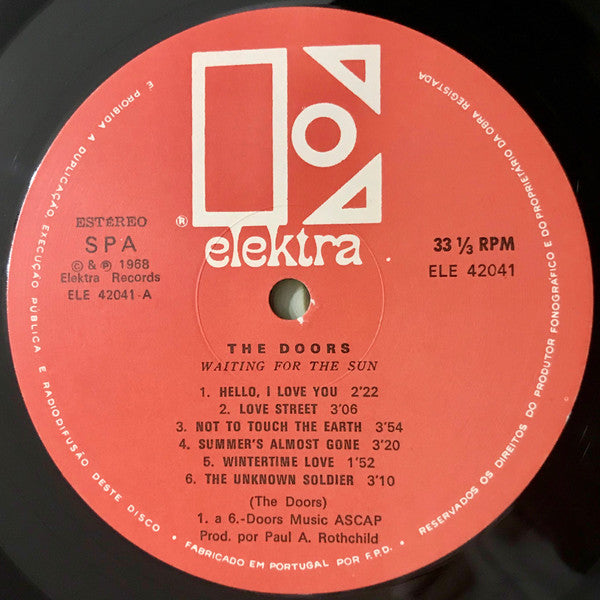 É PROIBIDA A DUPLICAÇÃO, EXECUÇÃO PÚBLICA E RADIODIFUSÃO DESTE DISCO • FABRICADO EM PORTUGAL POR F.P.D. • RESERVADOS OS DIREITOS DO PRODUTOR FONOGRÁFICO E DO PROPRIETÁRIO DA OBRA REGISTADA
® elektra
ESTÉREO
SPA
© & ℗ 1968
Elektra Records
ELE 42041-A
33 ⅓ RPM
ELE 42041
THE DOORS
WAITING FOR THE SUN
1. HELLO, I LOVE YOU 2'22
2. LOVE STREET 3'06
3. NOT TO TOUCH THE EARTH 3'54
4. SUMMER'S ALMOST GONE 3'20
5. WINTERTIME LOVE 1'52
6. THE UNKNOWN SOLDIER 3'10
(The Doors)
1. a 6.-Doors Music ASCAP
Prod. por Paul A. Rothchild